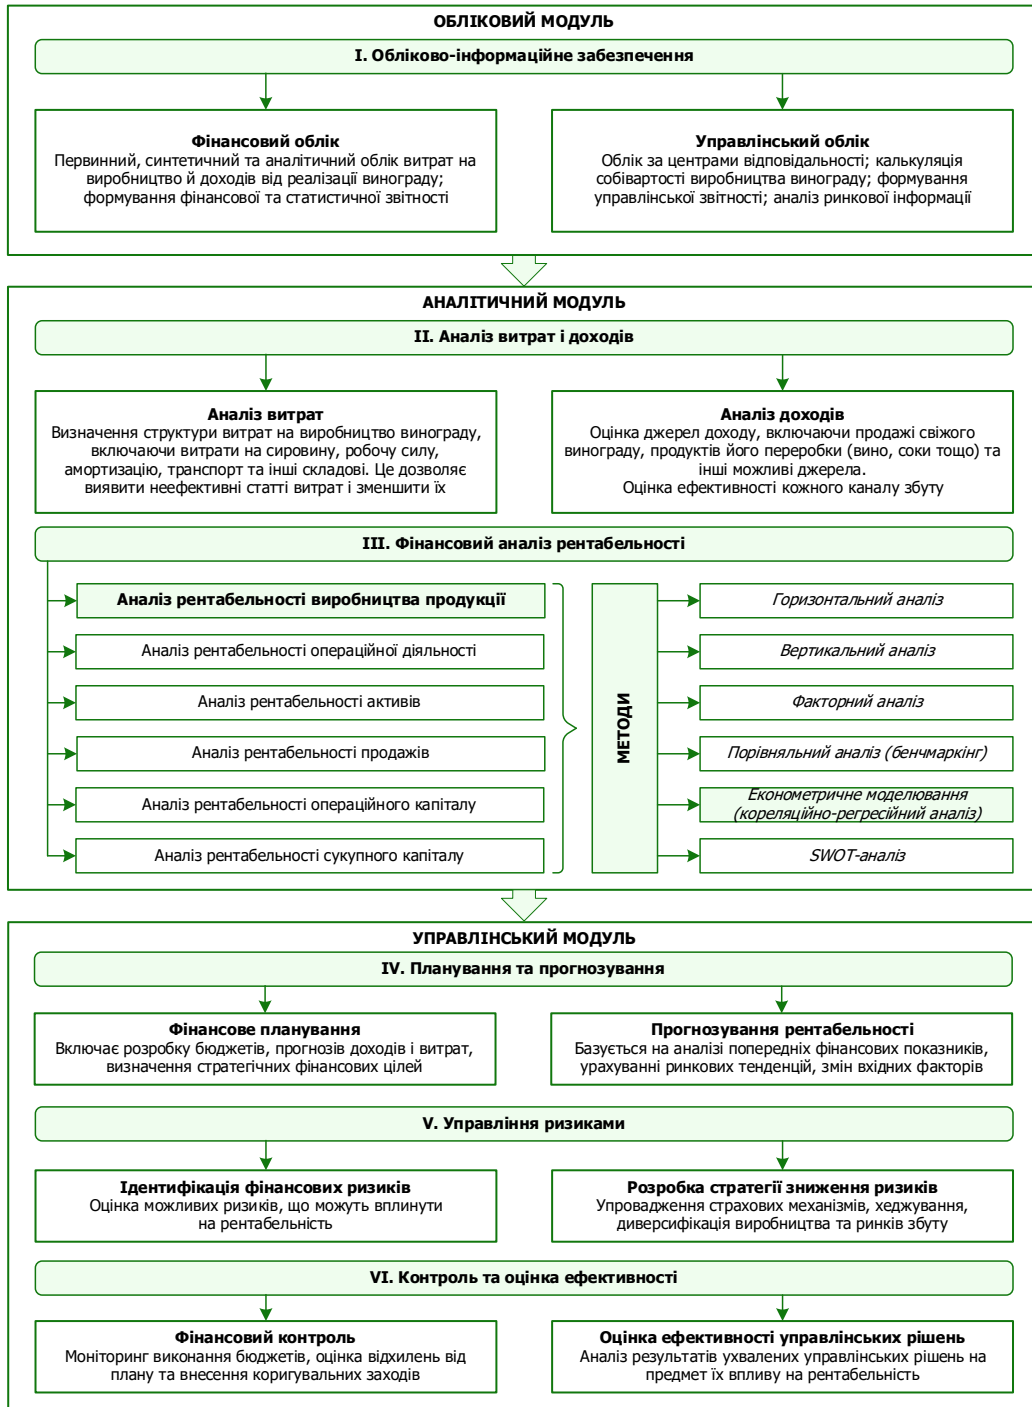 ОБЛІКОВИЙ МОДУЛЬ
I. Обліково-інформаційне забезпечення
Фінансовий облік
Первинний, синтетичний та аналітичний облік витрат на
виробництво й доходів від реалізації винограду;
формування фінансової та статистичної звітності
Управлінський облік
Облік за центрами відповідальності; калькуляція
собівартості виробництва винограду; формування
управлінської звітності; аналіз ринкової інформації
АНАЛІТИЧНИЙ МОДУЛЬ
II. Аналіз витрат і доходів
Аналіз витрат
Визначення структури витрат на виробництво винограду,
включаючи витрати на сировину, робочу силу,
амортизацію, транспорт та інші складові. Це дозволяє
виявити неефективні статті витрат і зменшити їх
Аналіз доходів
Оцінка джерел доходу, включаючи продажі свіжого
винограду, продуктів його переробки (вино, соки тощо) та
інші можливі джерела.
Оцінка ефективності кожного каналу збуту
III. Фінансовий аналіз рентабельності
Аналіз рентабельності виробництва продукції
Аналіз рентабельності операційної діяльності
Аналіз рентабельності активів
Аналіз рентабельності продажів
Аналіз рентабельності операційного капіталу
Аналіз рентабельності сукупного капіталу
МЕТОДИ
Горизонтальний аналіз
Вертикальний аналіз
Факторний аналіз
Порівняльний аналіз (бенчмаркінг)
Економетричне моделювання
(кореляційно-регресійний аналіз)
SWOT-аналіз
УПРАВЛІНСЬКИЙ МОДУЛЬ
IV. Планування та прогнозування
Фінансове планування
Включає розробку бюджетів, прогнозів доходів і витрат,
визначення стратегічних фінансових цілей
Прогнозування рентабельності
Базується на аналізі попередніх фінансових показників,
урахуванні ринкових тенденцій, змін вхідних факторів
V. Управління ризиками
Ідентифікація фінансових ризиків
Оцінка можливих ризиків, що можуть вплинути
на рентабельність
Розробка стратегії зниження ризиків
Упровадження страхових механізмів, хеджування,
диверсифікація виробництва та ринків збуту
VI. Контроль та оцінка ефективності
Фінансовий контроль
Моніторинг виконання бюджетів, оцінка відхилень від
плану та внесення коригувальних заходів
Оцінка ефективності управлінських рішень
Аналіз результатів ухвалених управлінських рішень на
предмет їх впливу на рентабельність